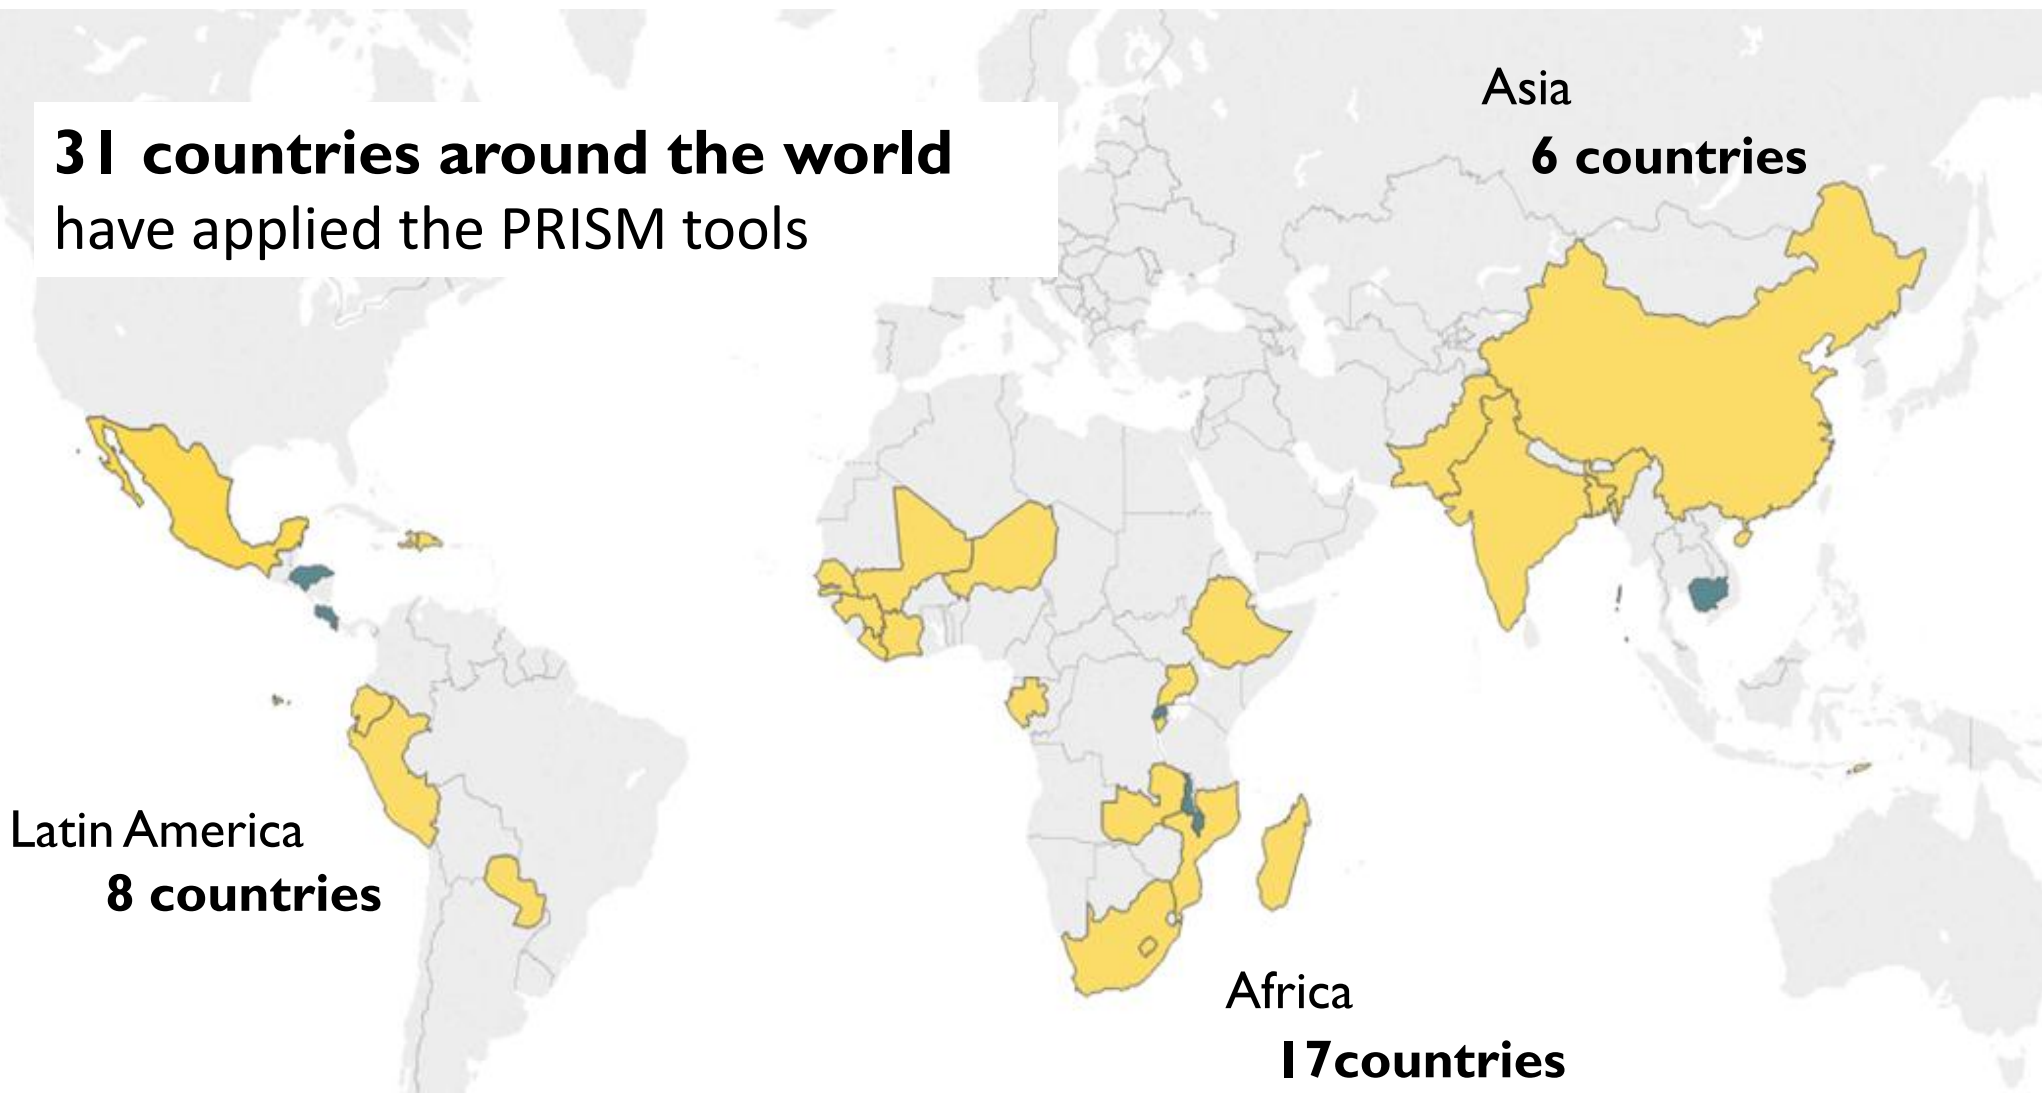 31 countries around the world
have applied the PRISM tools
Asia
6 countries
Latin America
8 countries
Africa
17countries